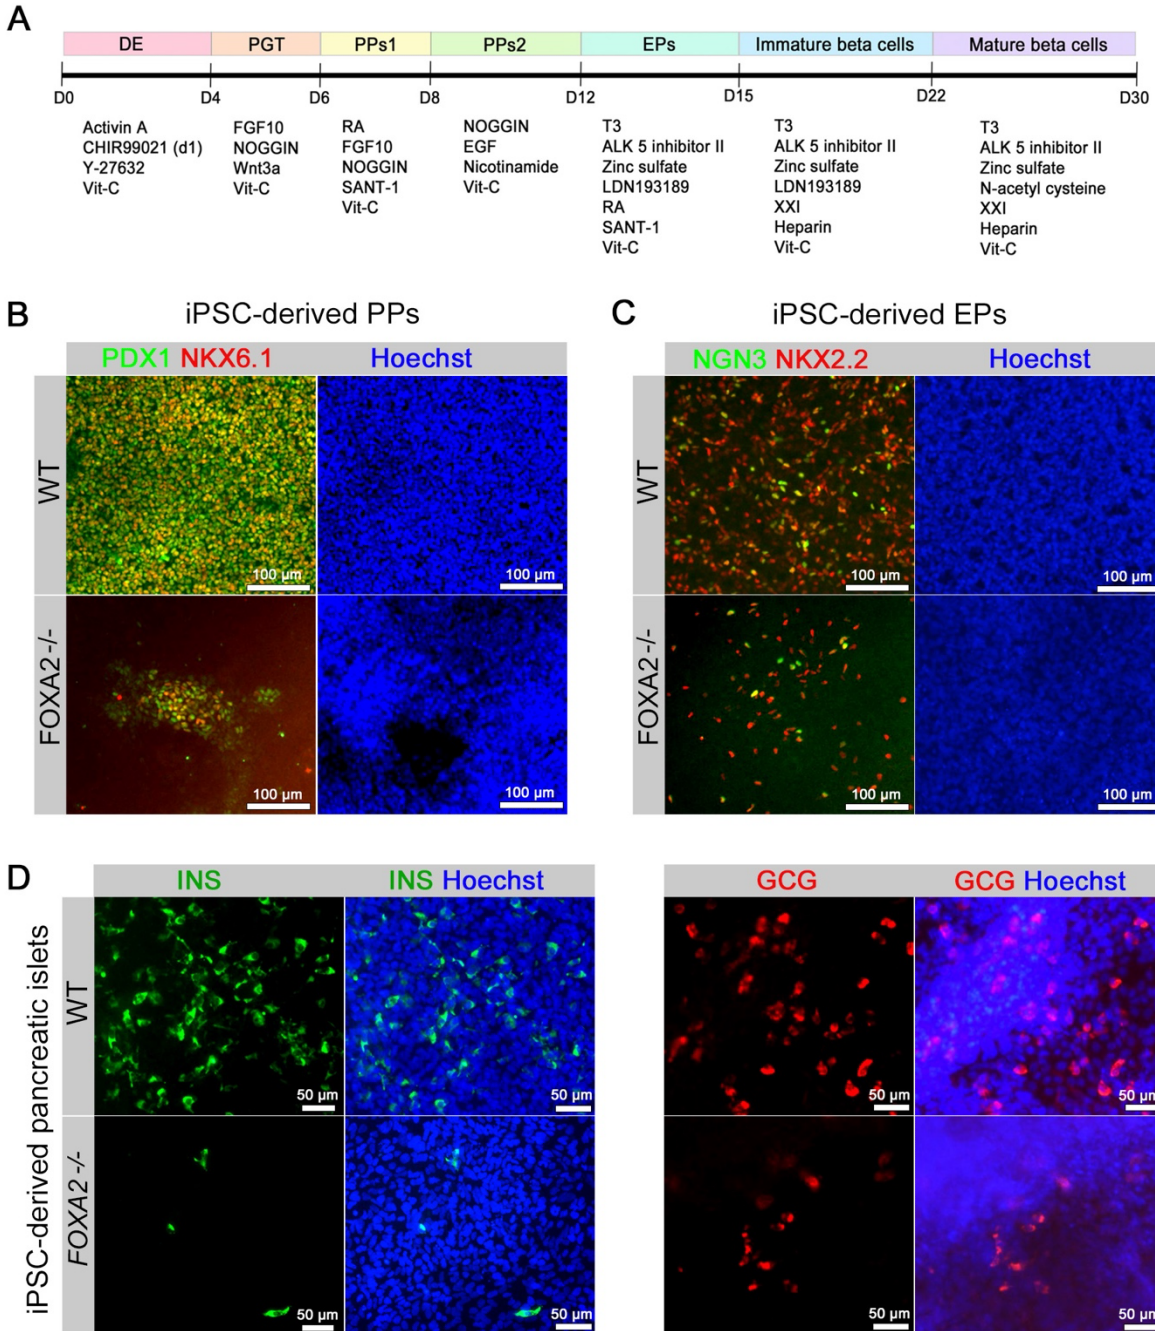 A
DE PGT PPs1 PPs2 EPs Immature beta cells Mature beta cells
D0 D4 D6 D8 D12 D15 D22 D30
Activin A
CHIR99021 (d1)
Y-27632
Vit-C
FGF10
NOGGIN
Wnt3a
Vit-C
RA
FGF10
NOGGIN
SANT-1
Vit-C
NOGGIN
EGF
Nicotinamide
Vit-C
T3
ALK 5 inhibitor II
Zinc sulfate
LDN193189
RA
SANT-1
Vit-C
T3
ALK 5 inhibitor II
Zinc sulfate
LDN193189
XXI
Heparin
Vit-C
T3
ALK 5 inhibitor II
Zinc sulfate
N-acetyl cysteine
XXI
Heparin
Vit-C
B
iPSC-derived PPs
PDX1 NKX6.1 Hoechst
WT
100 µm 100 µm
FOXA2-/-
100 µm 100 µm
C
iPSC-derived EPs
NGN3 NKX2.2 Hoechst
WT
100 µm 100 µm
FOXA2-/-
100 µm 100 µm
D
iPSC-derived pancreatic islets
INS INS Hoechst GCG GCG Hoechst
WT
50 µm 50 µm 50 µm 50 µm
FOXA2-/-
50 µm 50 µm 50 µm 50 µm